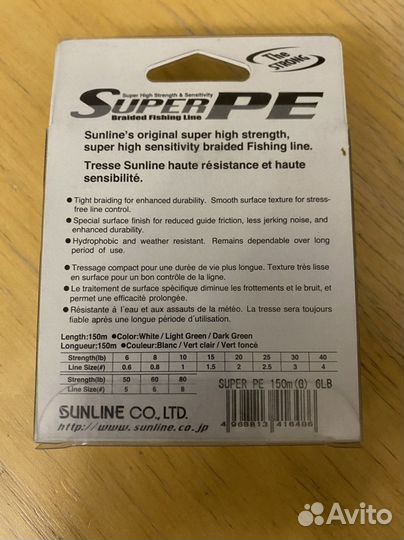 The STRONG
Super High Strength & Sensitivity
SUPER PE
Braided Fishing Line
Sunline's original super high strength,
super high sensitivity braided Fishing line.
Tresse Sunline haute résistance et haute
sensibilité.
● Tight braiding for enhanced durability. Smooth surface texture for stress-
free line control.
● Special surface finish for reduced guide friction, less jerking noise, and
enhanced durability.
● Hydrophobic and weather resistant. Remains dependable over long
period of use.
● Tressage compact pour une durée de vie plus longue. Texture très lisse
en surface pour un bon contrôle de la ligne.
● Le traitement de surface spécifique diminue les frottements et le bruit, et
permet une efficacité prolongée.
● Résistante à l'eau et aux assauts de la météo. La tresse sera toujours
fiable après une longue durée d'utilisation.
Length:150m ●Color:White / Light Green / Dark Green
Longueur:150m ●Couleur:Blanc / Vert clair / Vert foncé
Strength(lb) 6 8 10 15 20 25 30 40
Line Size(#) 0.6 0.8 1 1.5 2 2.5 3 4
Strength(lb) 50 60 80
Line Size(#) 5 6 8
SUPER PE 150m(G) 6LB
SUNLINE CO., LTD.
http://www.sunline.co.jp
4 968813 416406
Avito